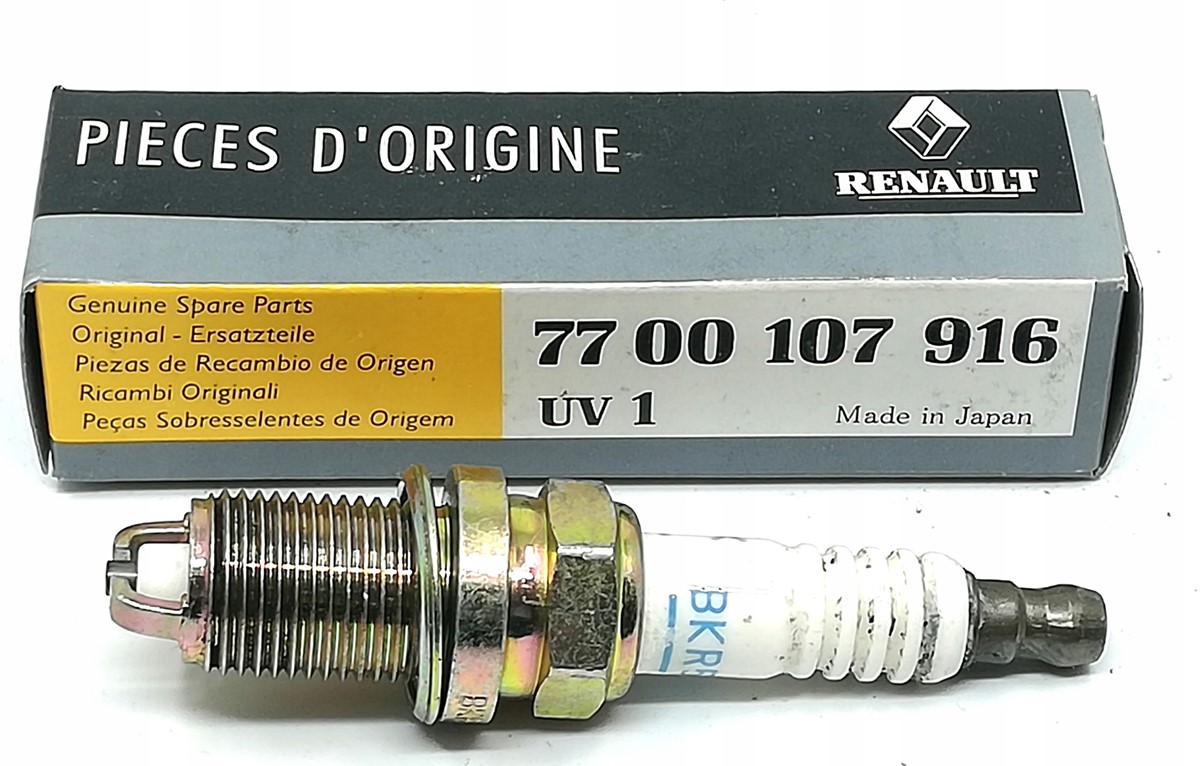 PIECES D'ORIGINE
RENAULT
Genuine Spare Parts
Original - Ersatzteile
Piezas de Recambio de Origen
Ricambi Originali
Peças Sobresselentes de Origem
77 00 107 916
UV 1
Made in Japan
BKR